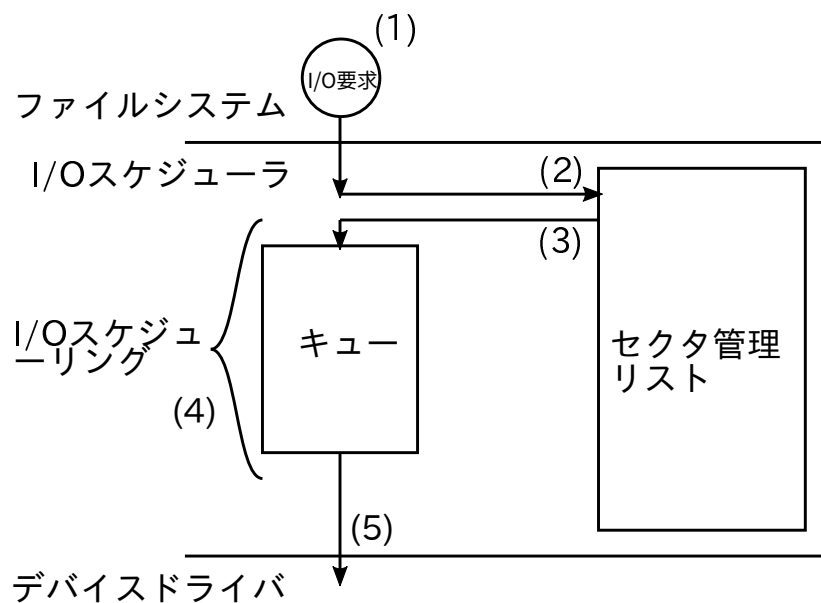 (1)
I/O要求
ファイルシステム
I/Oスケジューラ
(2)
(3)
I/Oスケジュ
ーリング
キュー
セクタ管理
リスト
(4)
(5)
デバイスドライバ